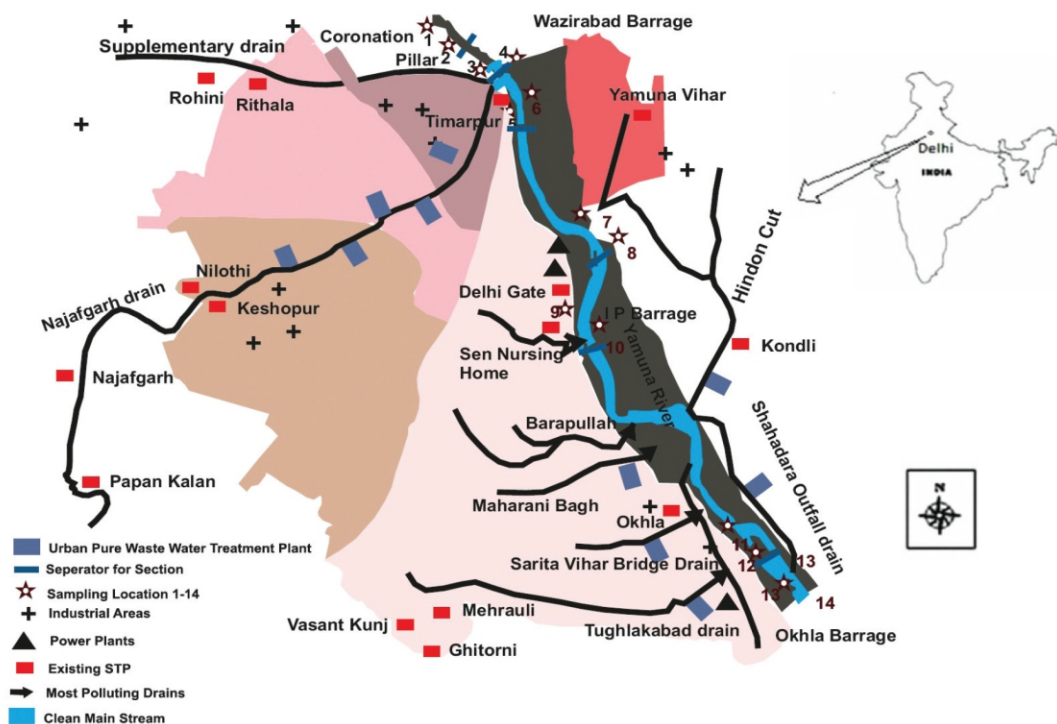 Wazirabad Barrage
Coronation
Pillar
1
2
3
4
Supplementary drain
Rohini
Rithala
Timarpur
5
6
Yamuna Vihar
Delhi
INDIA
7
8
Hindon Cut
Nilothi
Najafgarh drain
Keshopur
Delhi Gate
9
I P Barrage
10
Sen Nursing
Home
Yamuna River
Kondli
Najafgarh
Barapullah
Shahadara Outfall drain
Papan Kalan
Maharani Bagh
Okhla
N
Urban Pure Waste Water Treatment Plant
Seperator for Section
Sampling Location 1-14
Industrial Areas
Power Plants
Existing STP
Most Polluting Drains
Clean Main Stream
Sarita Vihar Bridge Drain
11
12
13
13
14
Mehrauli
Vasant Kunj
Ghitorni
Tughlakabad drain
Okhla Barrage